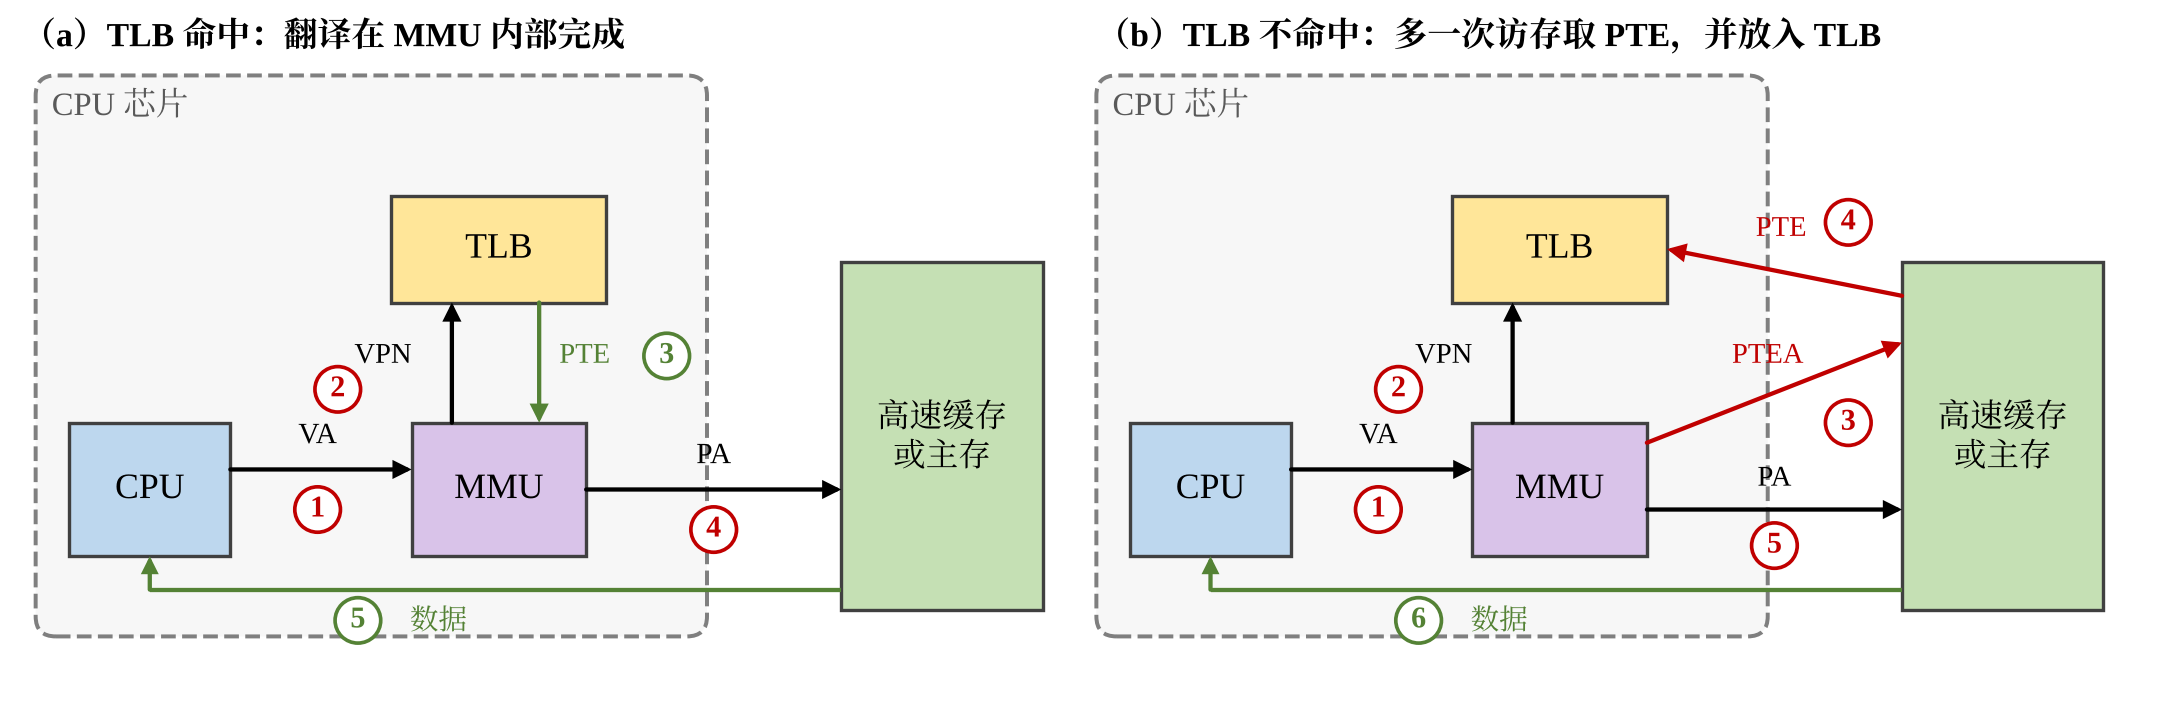 (a) TLB 命中：翻译在 MMU 内部完成
CPU 芯片
TLB
VPN
PTE
3
2
VA
CPU
MMU
PA
1
4
高速缓存
或主存
5
数据
(b) TLB 不命中：多一次访存取 PTE，并放入 TLB
CPU 芯片
PTE
4
TLB
VPN
PTEA
2
3
VA
CPU
MMU
PA
1
5
高速缓存
或主存
6
数据